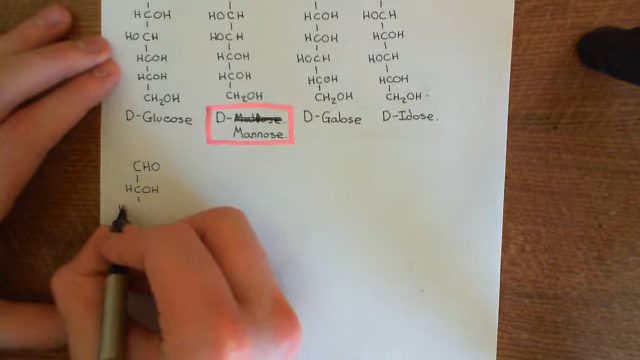 HCOH HOCH HCOH HOCH
HOCH HOCH HCOH HCOH
HCOH HCOH HOCH HOCH
HCOH HCOH HCOH HCOH
CH2OH CH2OH CH2OH CH2OH.
D-Glucose D- Mannose. D-Galose D-Idose.
CHO
HCOH